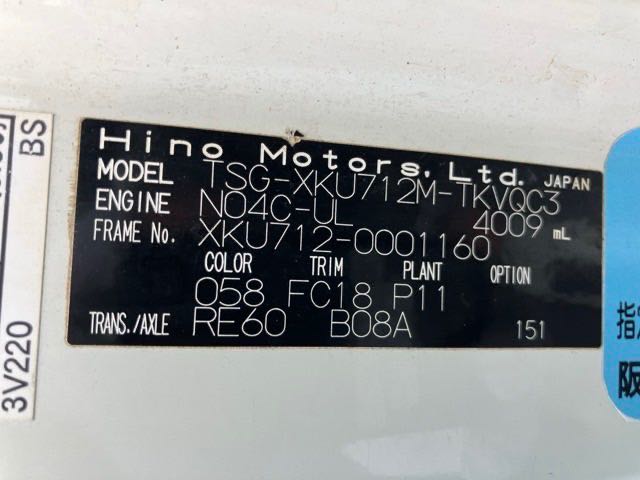 Hino Motors, Ltd. JAPAN
MODEL TSG-XKU712M-TKVQC3
ENGINE N04C-UL 4009 mL
FRAME No. XKU712-0001160
COLOR TRIM PLANT OPTION
058 FC18 P11
TRANS./AXLE RE60 B08A 151
BS
3V220
指
阪